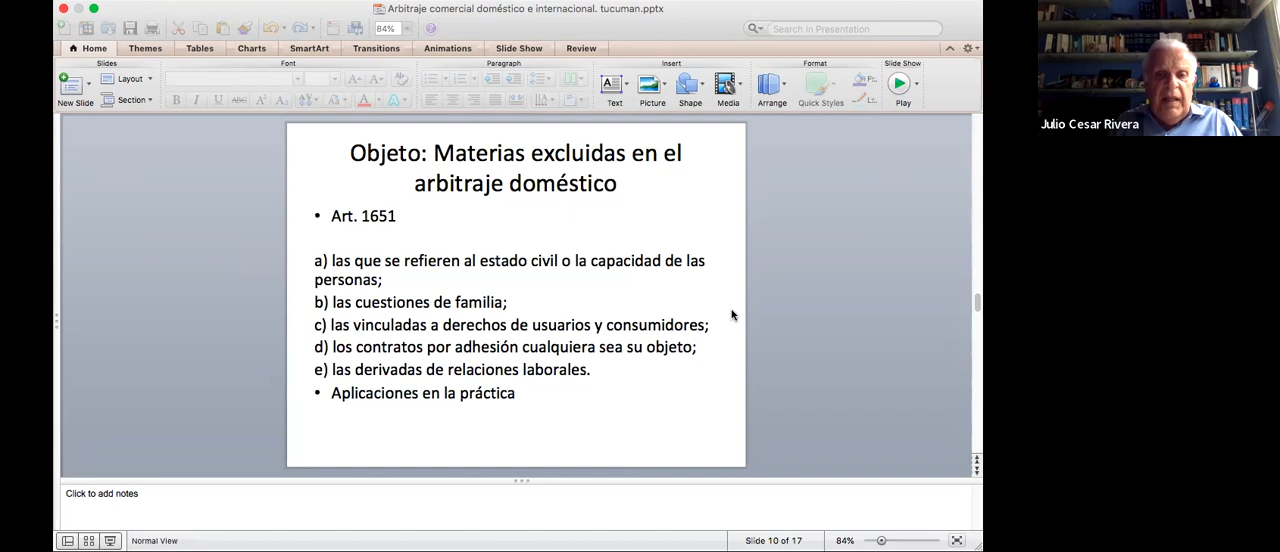 Arbitraje comercial doméstico e internacional. tucuman.pptx
84%
Search in Presentation
Home
Themes
Tables
Charts
SmartArt
Transitions
Animations
Slide Show
Review
Slides
Font
Paragraph
Insert
Format
Slide Show
New Slide
Layout
Section
B I U ABC A² A₂
Text
Picture
Shape
Media
Arrange
Quick Styles
Play
Julio Cesar Rivera
Objeto: Materias excluidas en el
arbitraje doméstico
• Art. 1651
a) las que se refieren al estado civil o la capacidad de las
personas;
b) las cuestiones de familia;
c) las vinculadas a derechos de usuarios y consumidores;
d) los contratos por adhesión cualquiera sea su objeto;
e) las derivadas de relaciones laborales.
• Aplicaciones en la práctica
Click to add notes
Normal View
Slide 10 of 17
84%